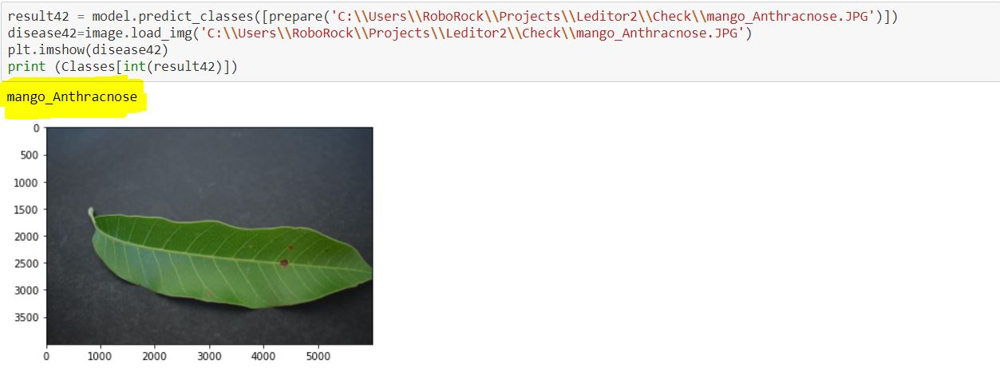 result42 = model.predict_classes([prepare('C:\\Users\\RoboRock\\Projects\\Leditor2\\Check\\mango_Anthracnose.JPG')])
disease42=image.load_img('C:\\Users\\RoboRock\\Projects\\Leditor2\\Check\\mango_Anthracnose.JPG')
plt.imshow(disease42)
print (Classes[int(result42)])
mango_Anthracnose
0
500
1000
1500
2000
2500
3000
3500
0 1000 2000 3000 4000 5000